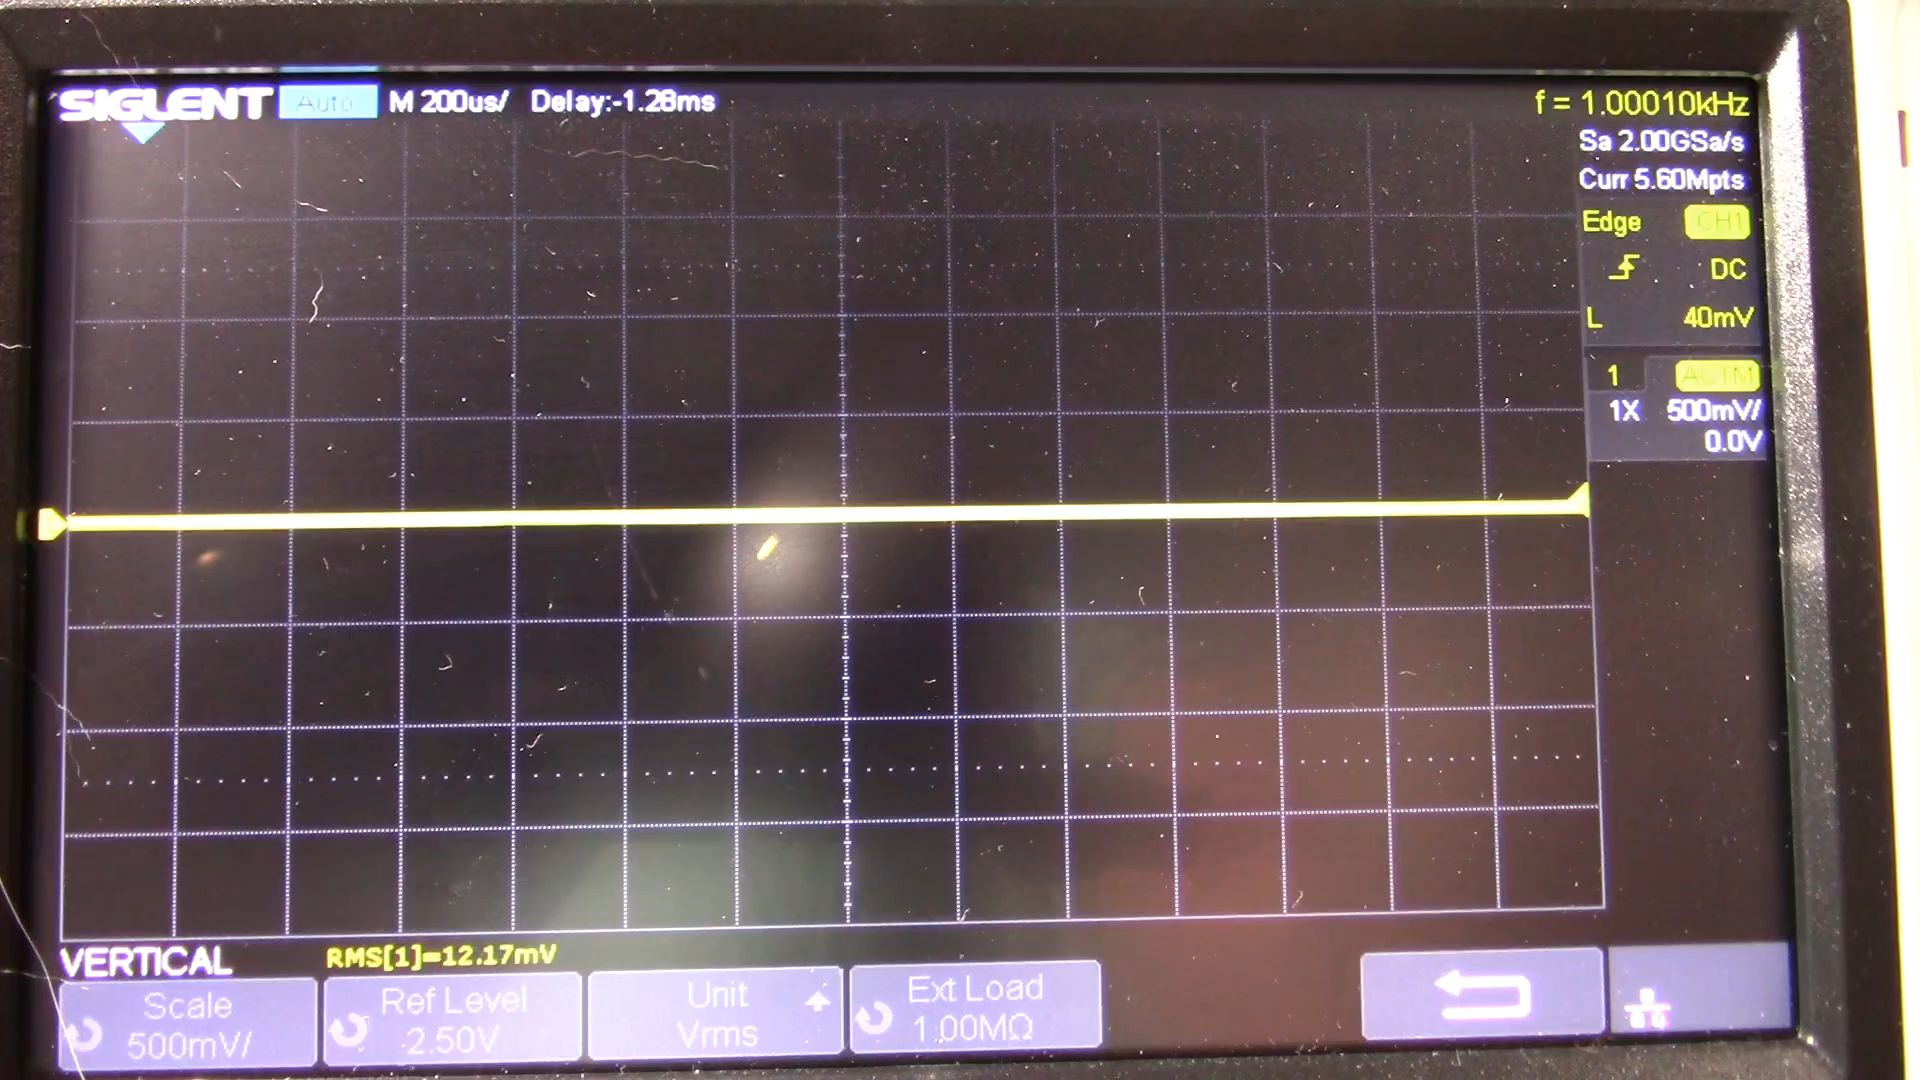 SIGLENT Auto M 200us/ Delay:-1.28ms f = 1.00010kHz
Sa 2.00GSa/s
Curr 5.60Mpts
Edge CH1
DC
L 40mV
1
1X 500mV/
0.0V
VERTICAL RMS[1]=12.17mV
Scale Ref Level Unit Ext Load
500mV/ 2.50V Vrms 1.00MΩ